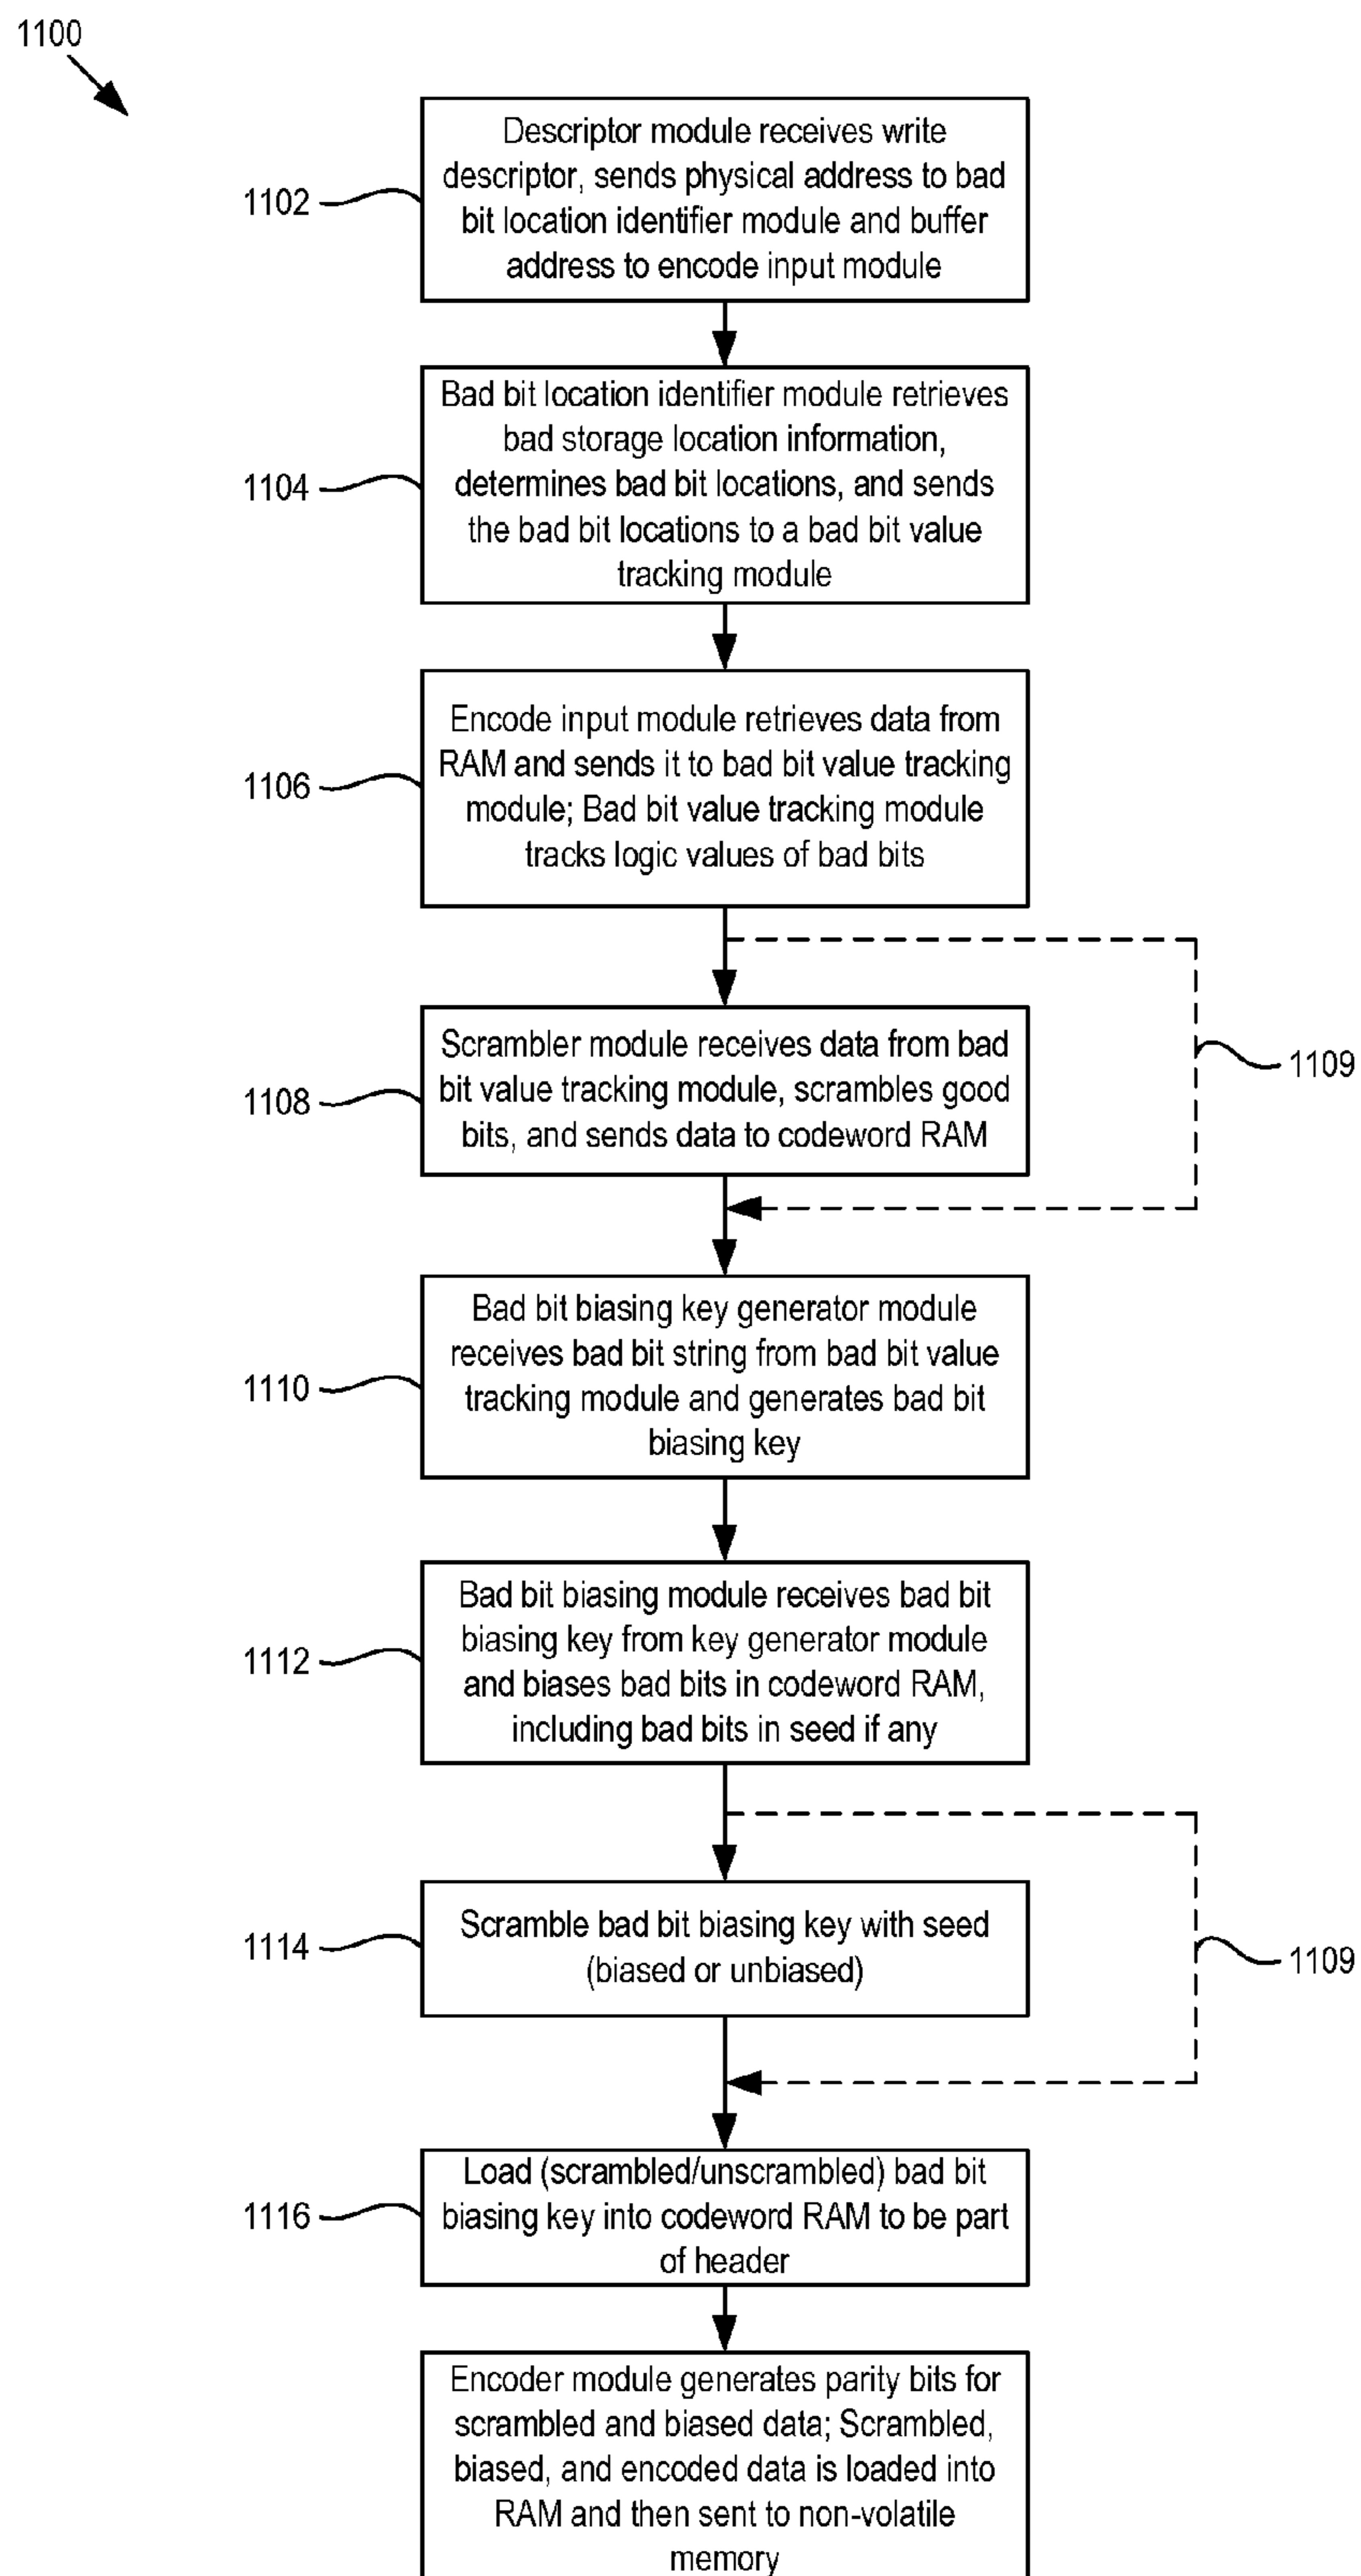 1100
Descriptor module receives write
descriptor, sends physical address to bad
bit location identifier module and buffer
address to encode input module
1102
Bad bit location identifier module retrieves
bad storage location information,
determines bad bit locations, and sends
the bad bit locations to a bad bit value
tracking module
1104
Encode input module retrieves data from
RAM and sends it to bad bit value tracking
module; Bad bit value tracking module
tracks logic values of bad bits
1106
Scrambler module receives data from bad
bit value tracking module, scrambles good
bits, and sends data to codeword RAM
1108
1109
Bad bit biasing key generator module
receives bad bit string from bad bit value
tracking module and generates bad bit
biasing key
1110
Bad bit biasing module receives bad bit
biasing key from key generator module
and biases bad bits in codeword RAM,
including bad bits in seed if any
1112
Scramble bad bit biasing key with seed
(biased or unbiased)
1114
1109
Load (scrambled/unscrambled) bad bit
biasing key into codeword RAM to be part
of header
1116
Encoder module generates parity bits for
scrambled and biased data; Scrambled,
biased, and encoded data is loaded into
RAM and then sent to non-volatile
memory